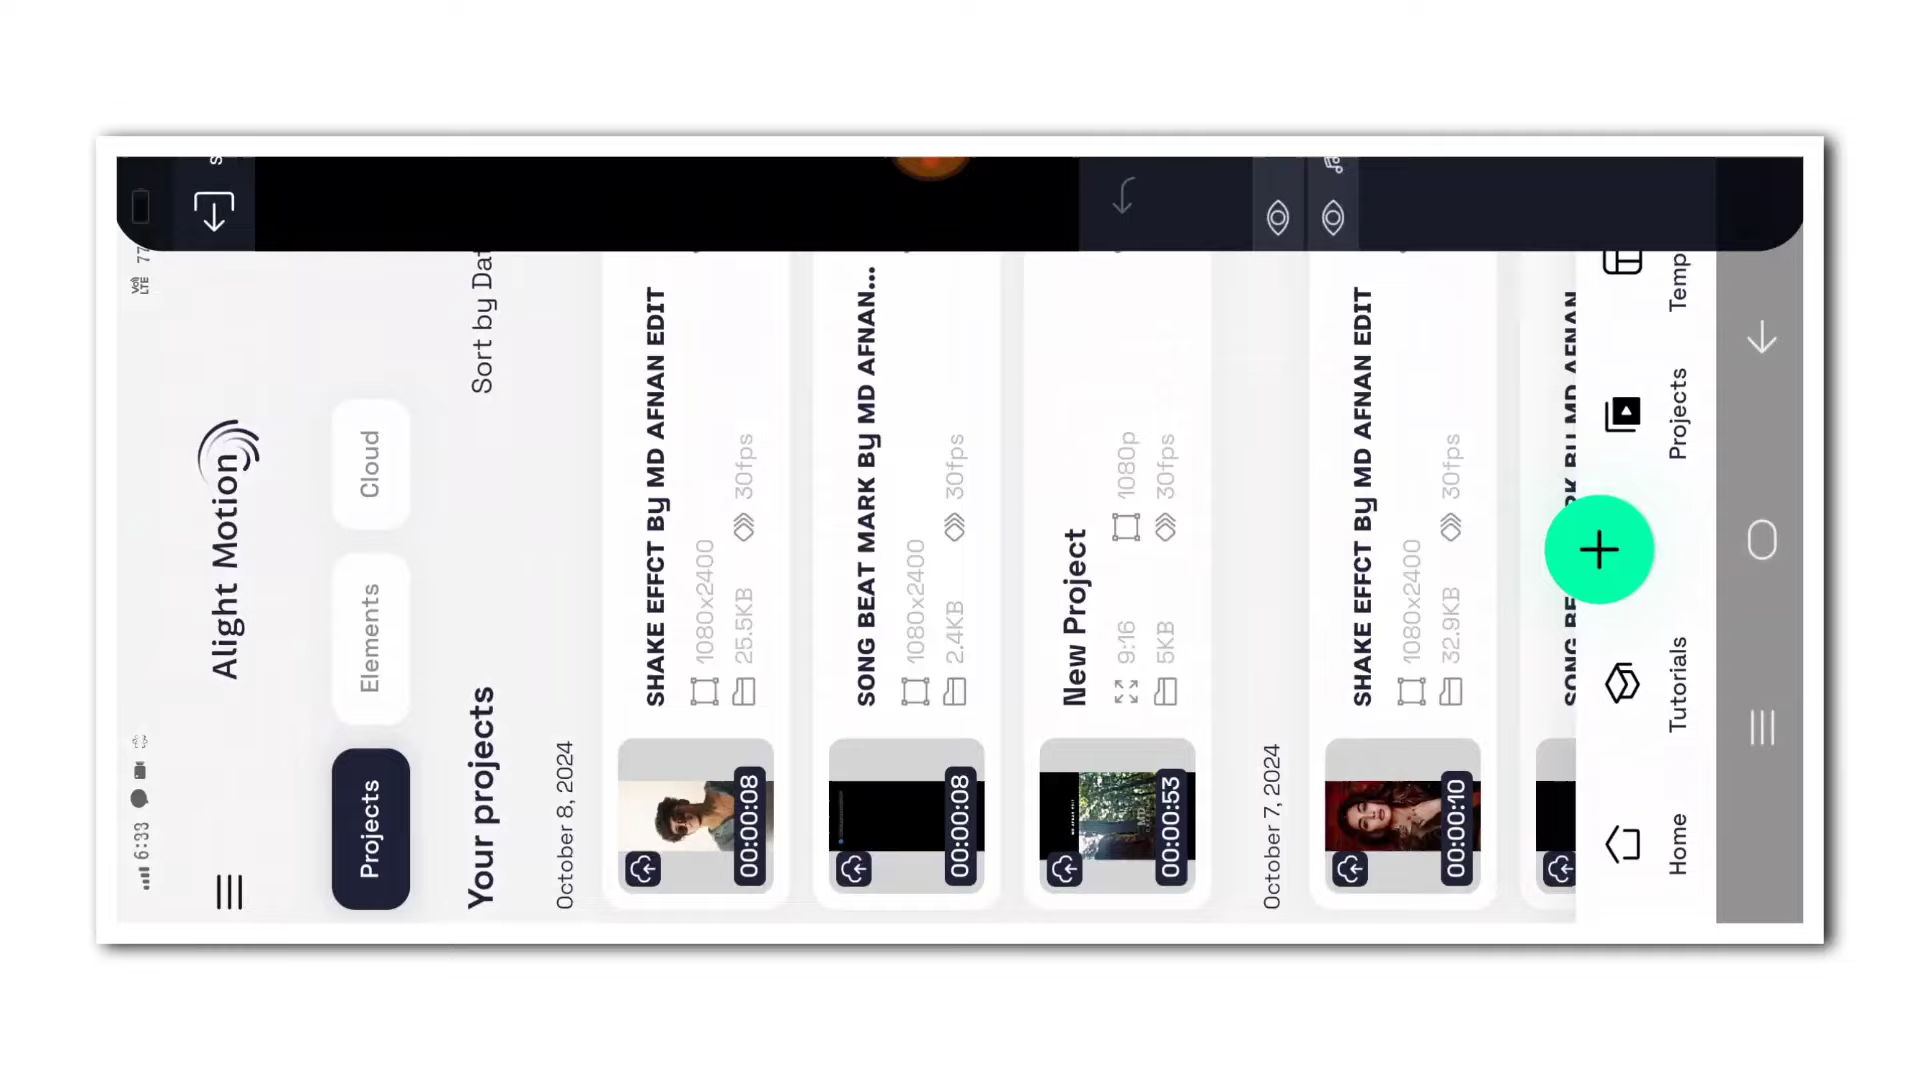 6:33
Voll LTE 77
Alight Motion
Projects
Elements
Cloud
Your projects
Sort by Dat
October 8, 2024
SHAKE EFFCT By MD AFNAN EDIT
1080x2400
25.5KB 30fps
00:00:08
SONG BEAT MARK By MD AFNAN...
1080x2400
2.4KB 30fps
00:00:08
New Project
9:16 1080p
5KB 30fps
00:00:53
October 7, 2024
SHAKE EFFCT By MD AFNAN EDIT
1080x2400
32.9KB 30fps
00:00:10
Home
Tutorials
Projects
Temp